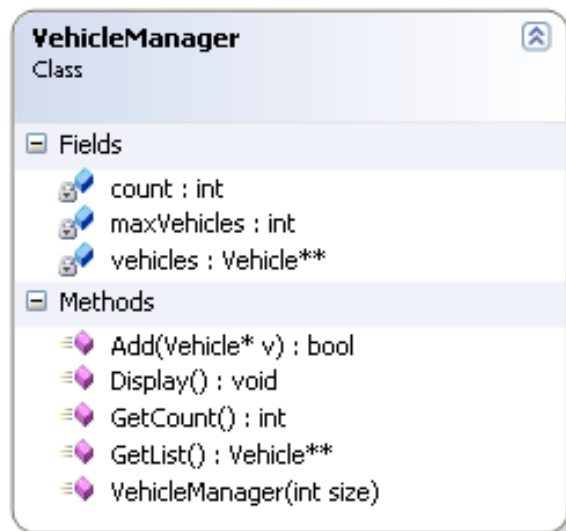 VehicleManager
Class
Fields
count : int
maxVehicles : int
vehicles : Vehicle**
Methods
Add(Vehicle* v) : bool
Display() : void
GetCount() : int
GetList() : Vehicle**
VehicleManager(int size)